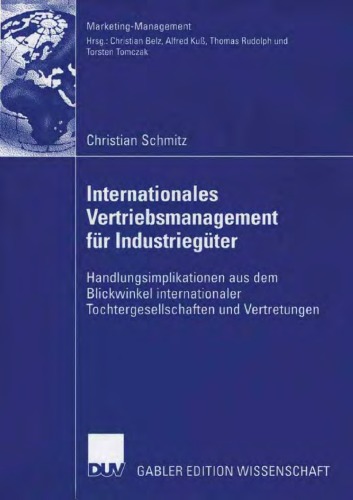 Marketing-Management
Hrsg.: Christian Belz, Alfred Kuß, Thomas Rudolph und
Torsten Tomczak
Christian Schmitz
Internationales
Vertriebsmanagement
für Industriegüter
Handlungsimplikationen aus dem
Blickwinkel internationaler
Tochtergesellschaften und Vertretungen
DUV
GABLER EDITION WISSENSCHAFT